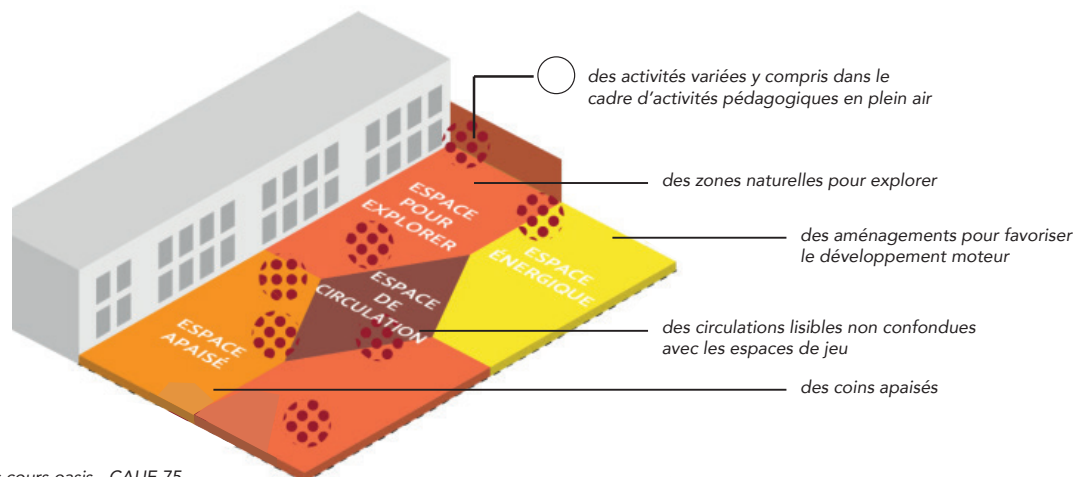 des activités variées y compris dans le
cadre d'activités pédagogiques en plein air
ESPACE
POUR
EXPLORER
des zones naturelles pour explorer
ESPACE
ÉNERGIQUE
des aménagements pour favoriser
le développement moteur
ESPACE
DE
CIRCULATION
des circulations lisibles non confondues
avec les espaces de jeu
ESPACE
APAISÉ
des coins apaisés
cours oasis - CAUE 75